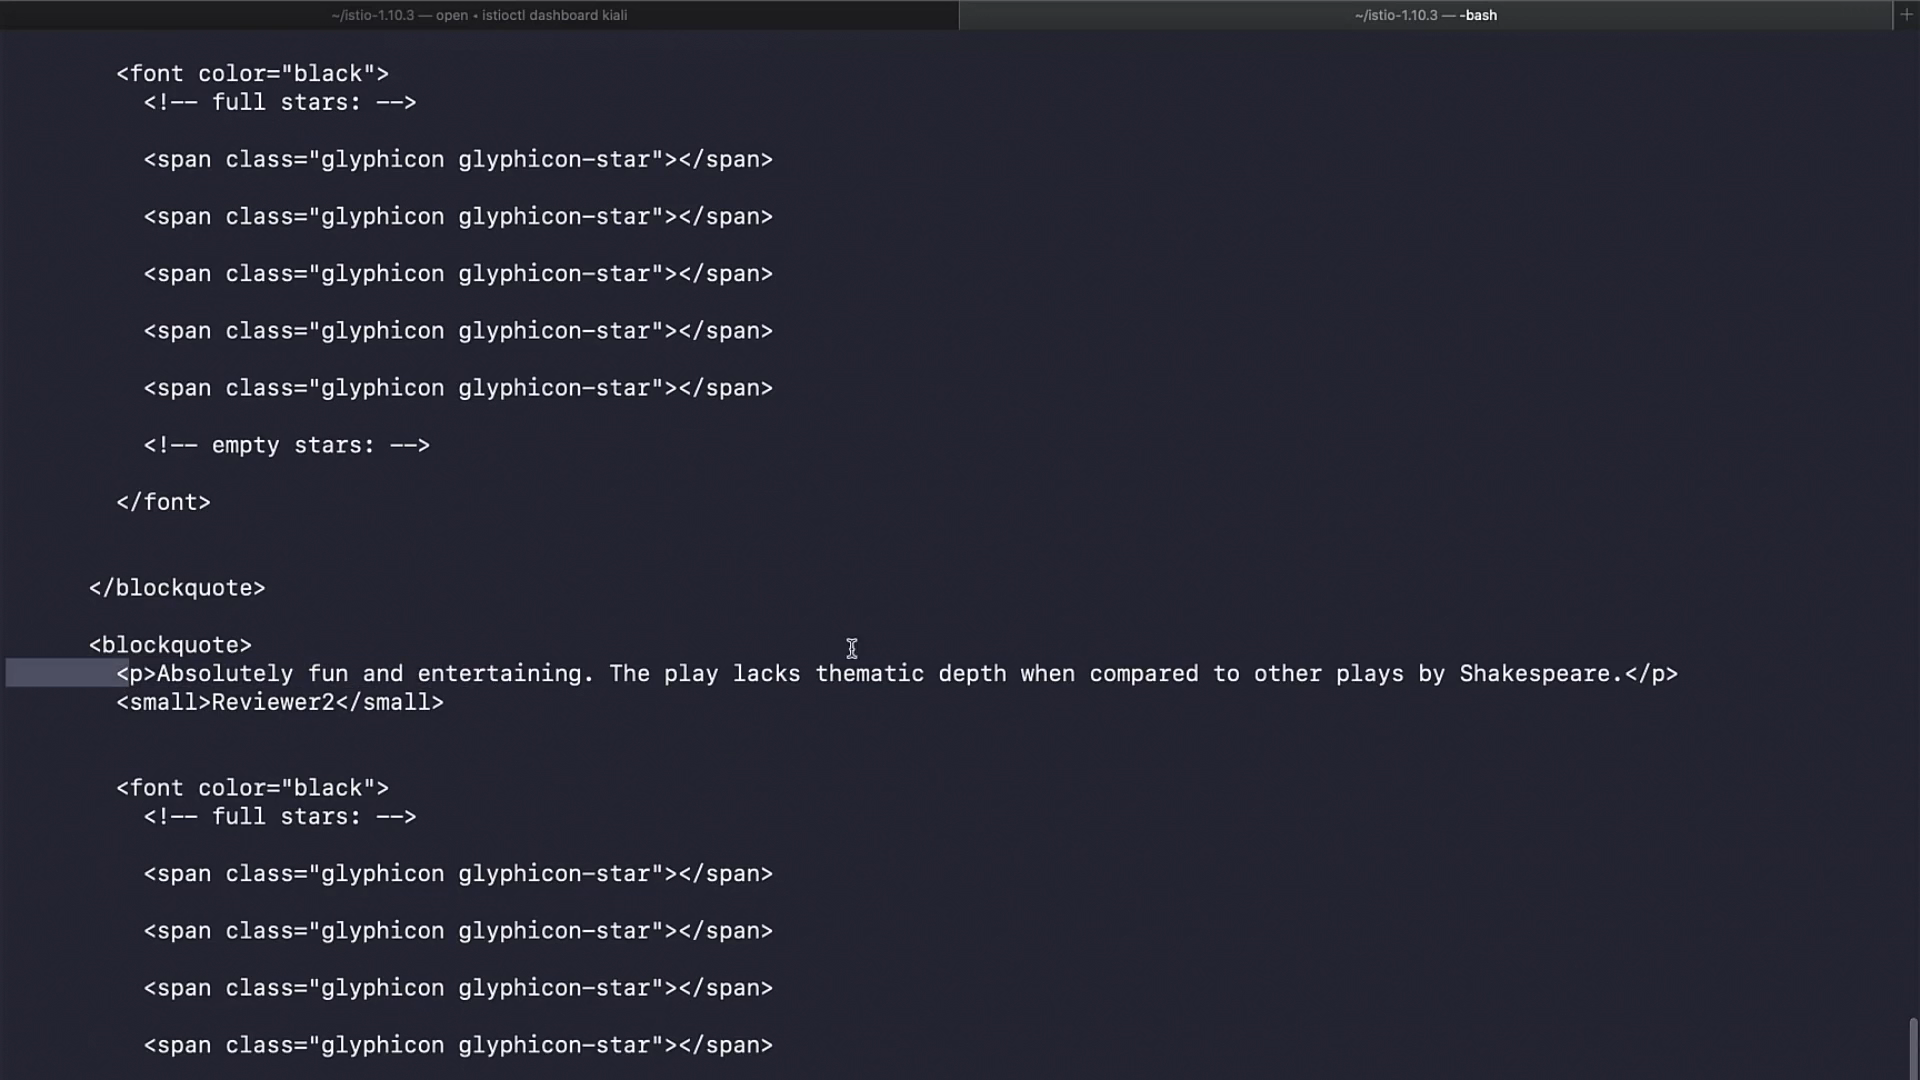 ~/istio-1.10.3 — open • istioctl dashboard kiali
~/istio-1.10.3 — -bash
<font color="black">
<!-- full stars: -->
<span class="glyphicon glyphicon-star"></span>
<span class="glyphicon glyphicon-star"></span>
<span class="glyphicon glyphicon-star"></span>
<span class="glyphicon glyphicon-star"></span>
<span class="glyphicon glyphicon-star"></span>
<!-- empty stars: -->
</font>
</blockquote>
<blockquote>
<p>Absolutely fun and entertaining. The play lacks thematic depth when compared to other plays by Shakespeare.</p>
<small>Reviewer2</small>
<font color="black">
<!-- full stars: -->
<span class="glyphicon glyphicon-star"></span>
<span class="glyphicon glyphicon-star"></span>
<span class="glyphicon glyphicon-star"></span>
<span class="glyphicon glyphicon-star"></span>